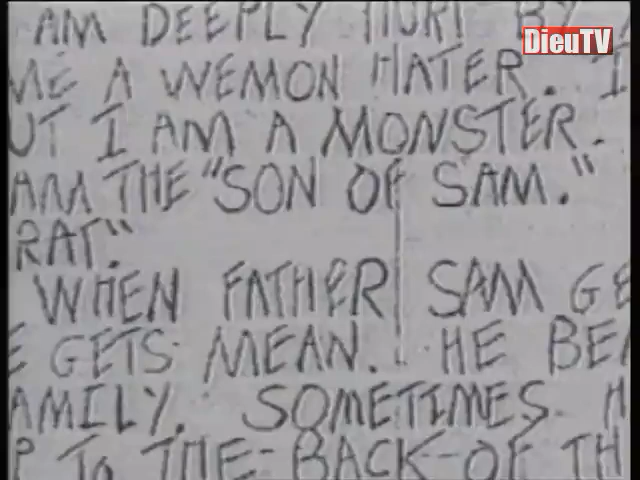 AM DEEPLY HURT BY
DieuTV
ME A WEMON HATER. I
UT I AM A MONSTER.
AM THE "SON OF SAM."
RAT".
WHEN FATHER SAM GE
E GETS MEAN. HE BEA
AMILY. SOMETIMES H
P TO THE BACK OF TH